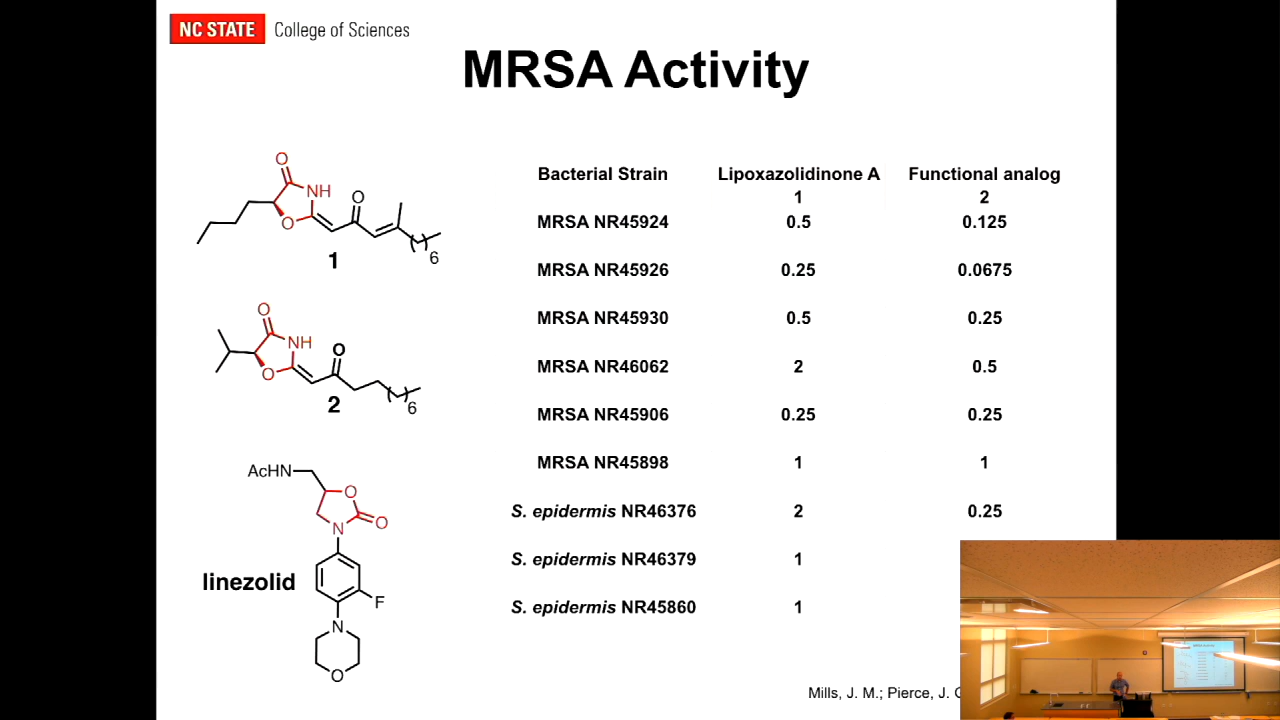 NC STATE College of Sciences
MRSA Activity
O
NH
O
O
6
1
O
NH
O
O
6
2
AcHN
O
O
N
linezolid
F
N
O
Bacterial Strain Lipoxazolidinone A Functional analog
1 2
MRSA NR45924 0.5 0.125
MRSA NR45926 0.25 0.0675
MRSA NR45930 0.5 0.25
MRSA NR46062 2 0.5
MRSA NR45906 0.25 0.25
MRSA NR45898 1 1
S. epidermis NR46376 2 0.25
S. epidermis NR46379 1
S. epidermis NR45860 1
Mills, J. M.; Pierce, J.